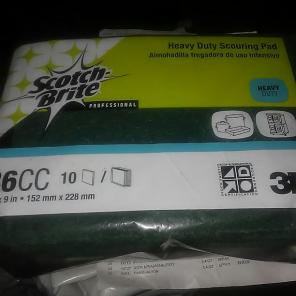 Heavy Duty Scouring Pad
Almohadilla fregadora de uso intensivo
Scotch-
Brite
PROFESSIONAL
HEAVY
DUTY
6CC 10 /
9 in • 152 mm x 228 mm
3M